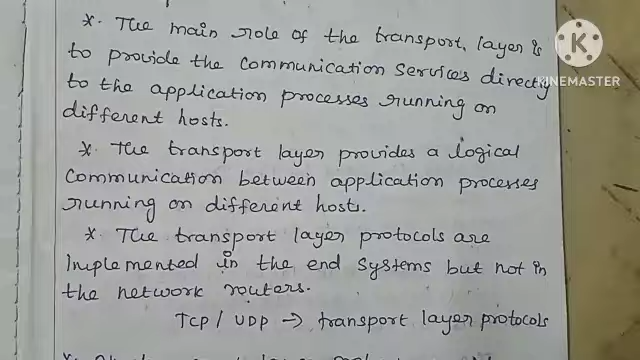 *. The main role of the transport layer is
to provide the communication services directly
to the application processes running on
different hosts.
*. The transport layer provides a logical
communication between application processes
running on different hosts.
*. The transport layer protocols are
implemented in the end systems but not in
the network routers.
TCP/UDP → transport layer protocols
KINEMASTER